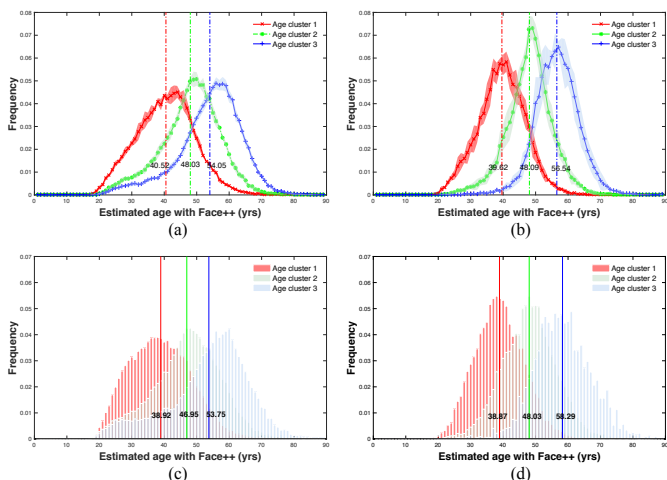 0.08
0.07
0.06
0.05
0.04
0.03
0.02
0.01
0
Frequency
Age cluster 1
Age cluster 2
Age cluster 3
40.52
48.03
54.05
0 10 20 30 40 50 60 70 80 90
Estimated age with Face++ (yrs)
(a)
0.08
0.07
0.06
0.05
0.04
0.03
0.02
0.01
0
Frequency
Age cluster 1
Age cluster 2
Age cluster 3
39.62
48.09
56.54
0 10 20 30 40 50 60 70 80 90
Estimated age with Face++ (yrs)
(b)
0.07
0.06
0.05
0.04
0.03
0.02
0.01
0
Frequency
Age cluster 1
Age cluster 2
Age cluster 3
38.92
46.95
53.75
0 10 20 30 40 50 60 70 80 90
Estimated age with Face++ (yrs)
(c)
0.07
0.06
0.05
0.04
0.03
0.02
0.01
0
Frequency
Age cluster 1
Age cluster 2
Age cluster 3
38.87
48.03
58.29
0 10 20 30 40 50 60 70 80 90
Estimated age with Face++ (yrs)
(d)